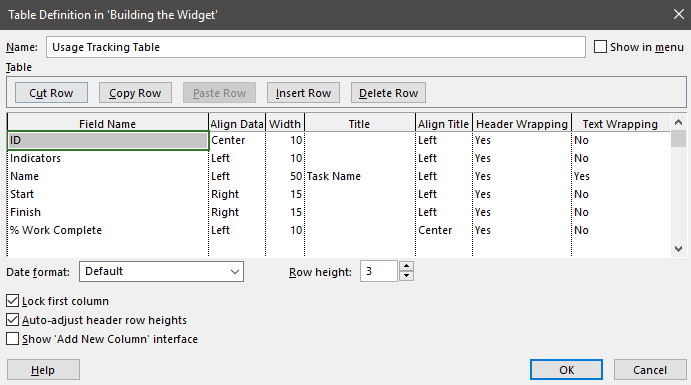 Table Definition in 'Building the Widget'
Name: Usage Tracking Table Show in menu
Table
Cut Row Copy Row Paste Row Insert Row Delete Row
Field Name Align Data Width Title Align Title Header Wrapping Text Wrapping
ID Center 10 Left Yes No
Indicators Left 10 Left Yes No
Name Left 50 Task Name Left Yes Yes
Start Right 15 Left Yes No
Finish Right 15 Left Yes No
% Work Complete Left 10 Center Yes No
Date format: Default Row height: 3
Lock first column
Auto-adjust header row heights
Show 'Add New Column' interface
Help OK Cancel